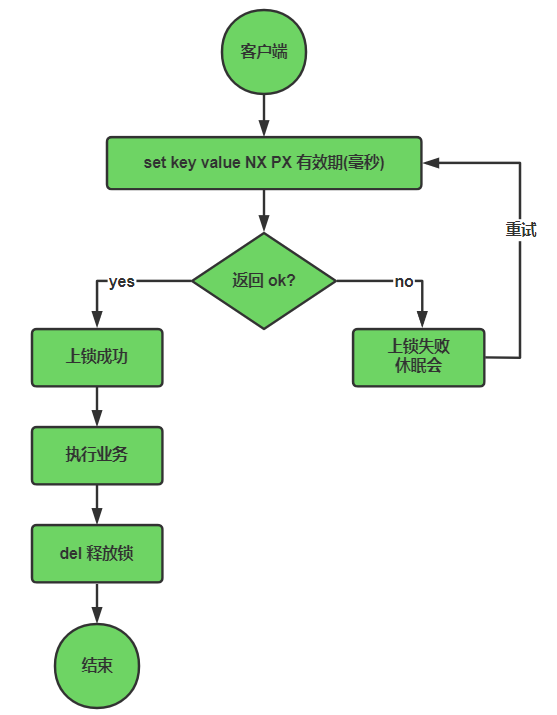 客户端
set key value NX PX 有效期(毫秒)
重试
返回 ok?
yes
no
上锁成功
上锁失败
休眠会
执行业务
del 释放锁
结束